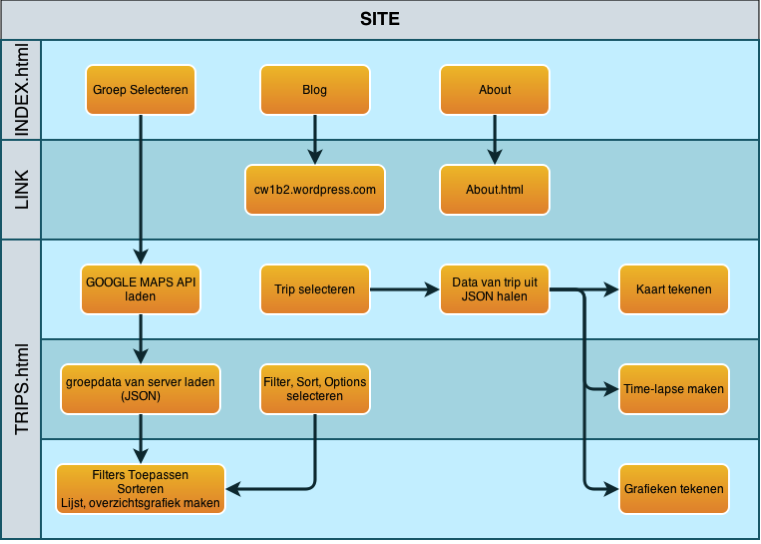 SITE
INDEX.html
Groep Selecteren
Blog
About
LINK
cw1b2.wordpress.com
About.html
TRIPS.html
GOOGLE MAPS API
laden
Trip selecteren
Data van trip uit
JSON halen
Kaart tekenen
groepdata van server laden
(JSON)
Filter, Sort, Options
selecteren
Time-lapse maken
Filters Toepassen
Sorteren
Lijst, overzichtsgrafiek maken
Grafieken tekenen